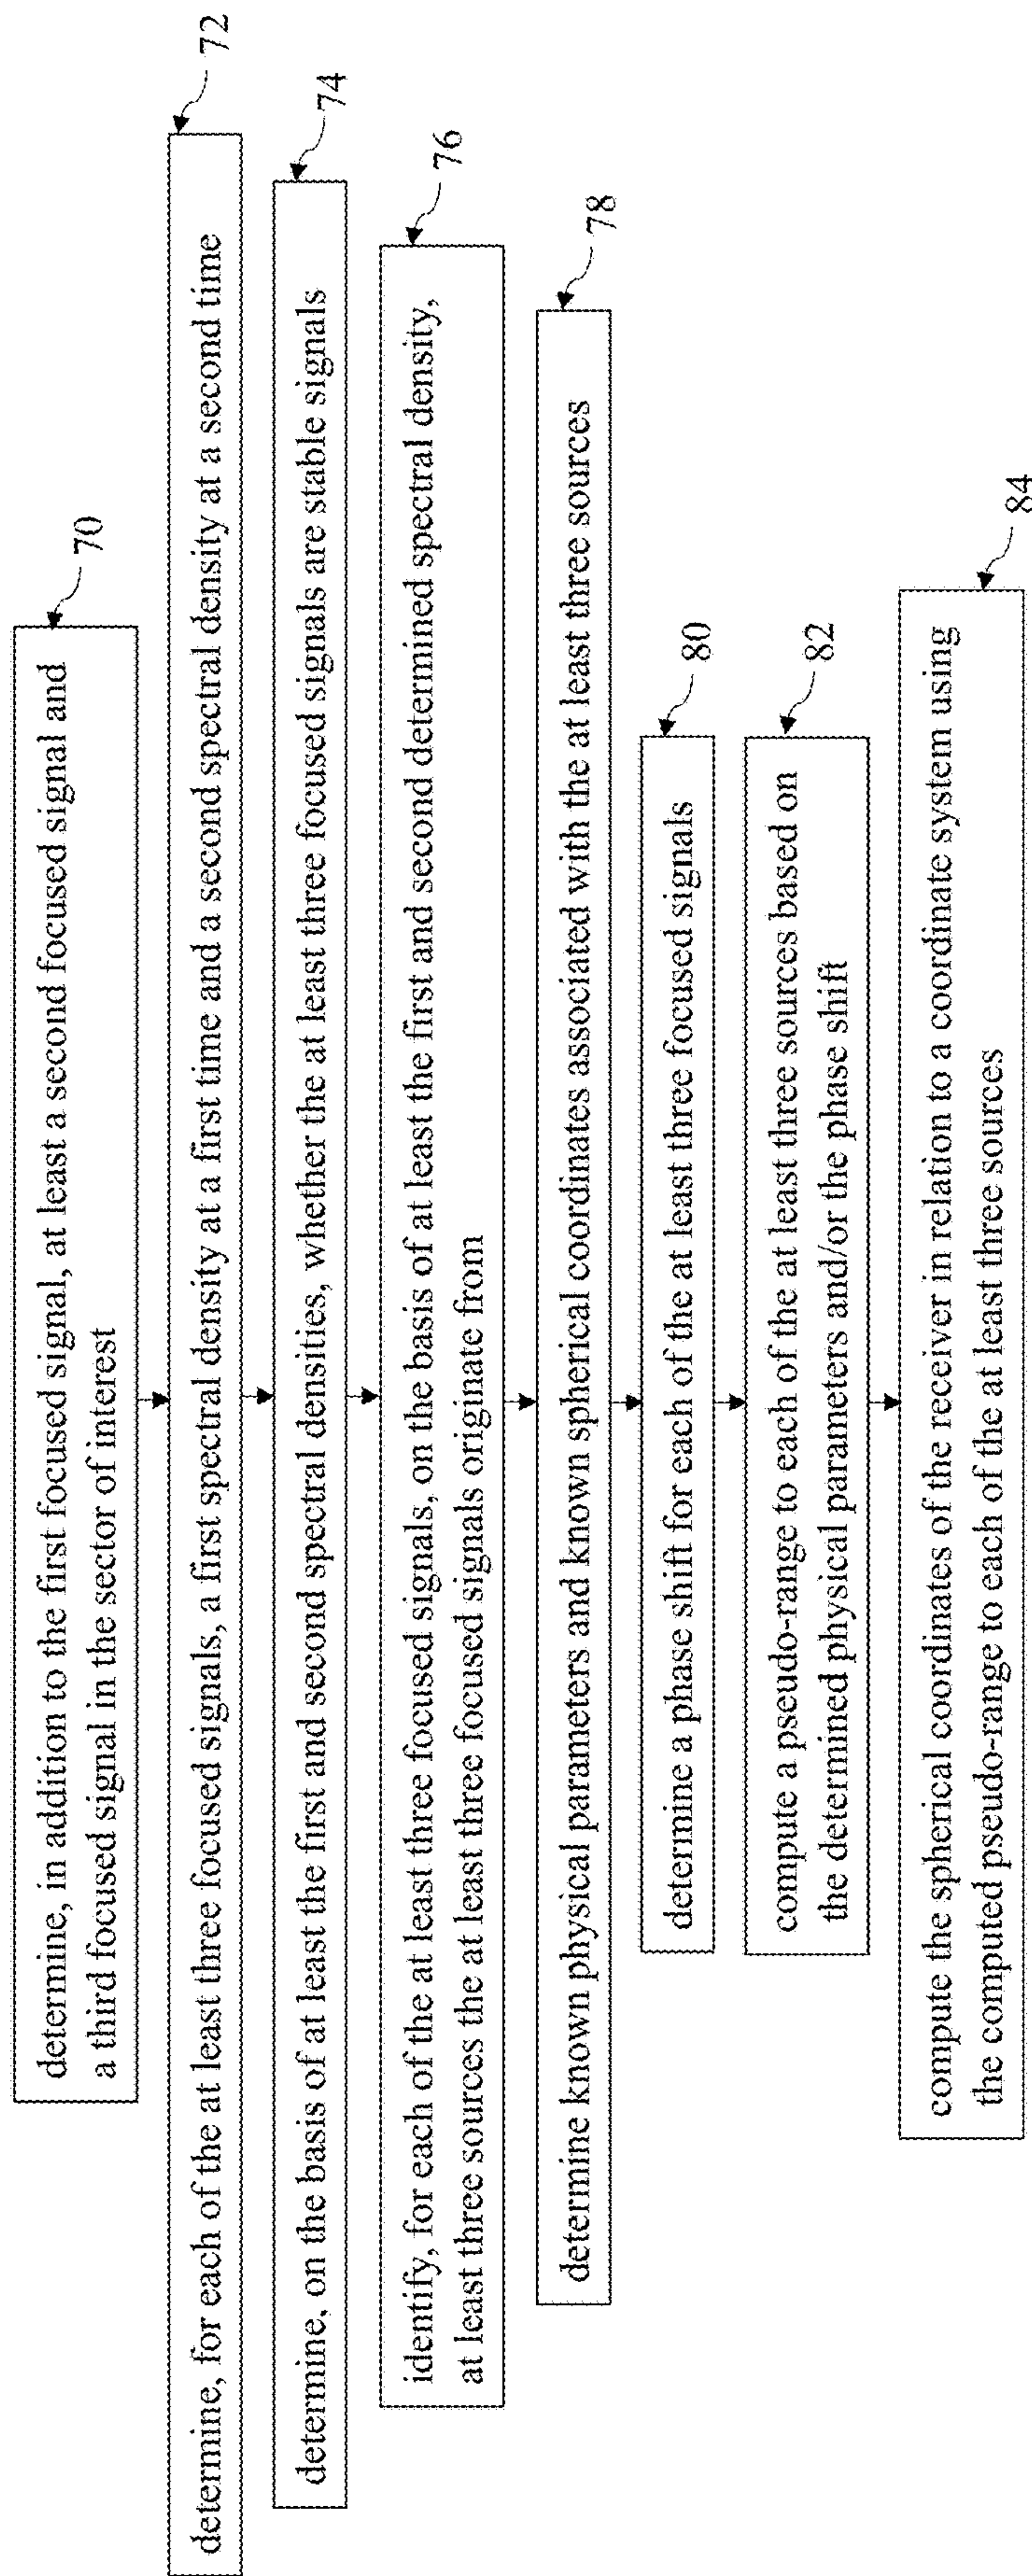 determine, in addition to the first focused signal, at least a second focused signal and
a third focused signal in the sector of interest
70
determine, for each of the at least three focused signals, a first spectral density at a first time and a second spectral density at a second time
72
determine, on the basis of at least the first and second spectral densities, whether the at least three focused signals are stable signals
74
identify, for each of the at least three focused signals, on the basis of at least the first and second determined spectral density,
at least three sources the at least three focused signals originate from
76
determine known physical parameters and known spherical coordinates associated with the at least three sources
78
determine a phase shift for each of the at least three focused signals
80
compute a pseudo-range to each of the at least three sources based on
the determined physical parameters and/or the phase shift
82
compute the spherical coordinates of the receiver in relation to a coordinate system using
the computed pseudo-range to each of the at least three sources
84